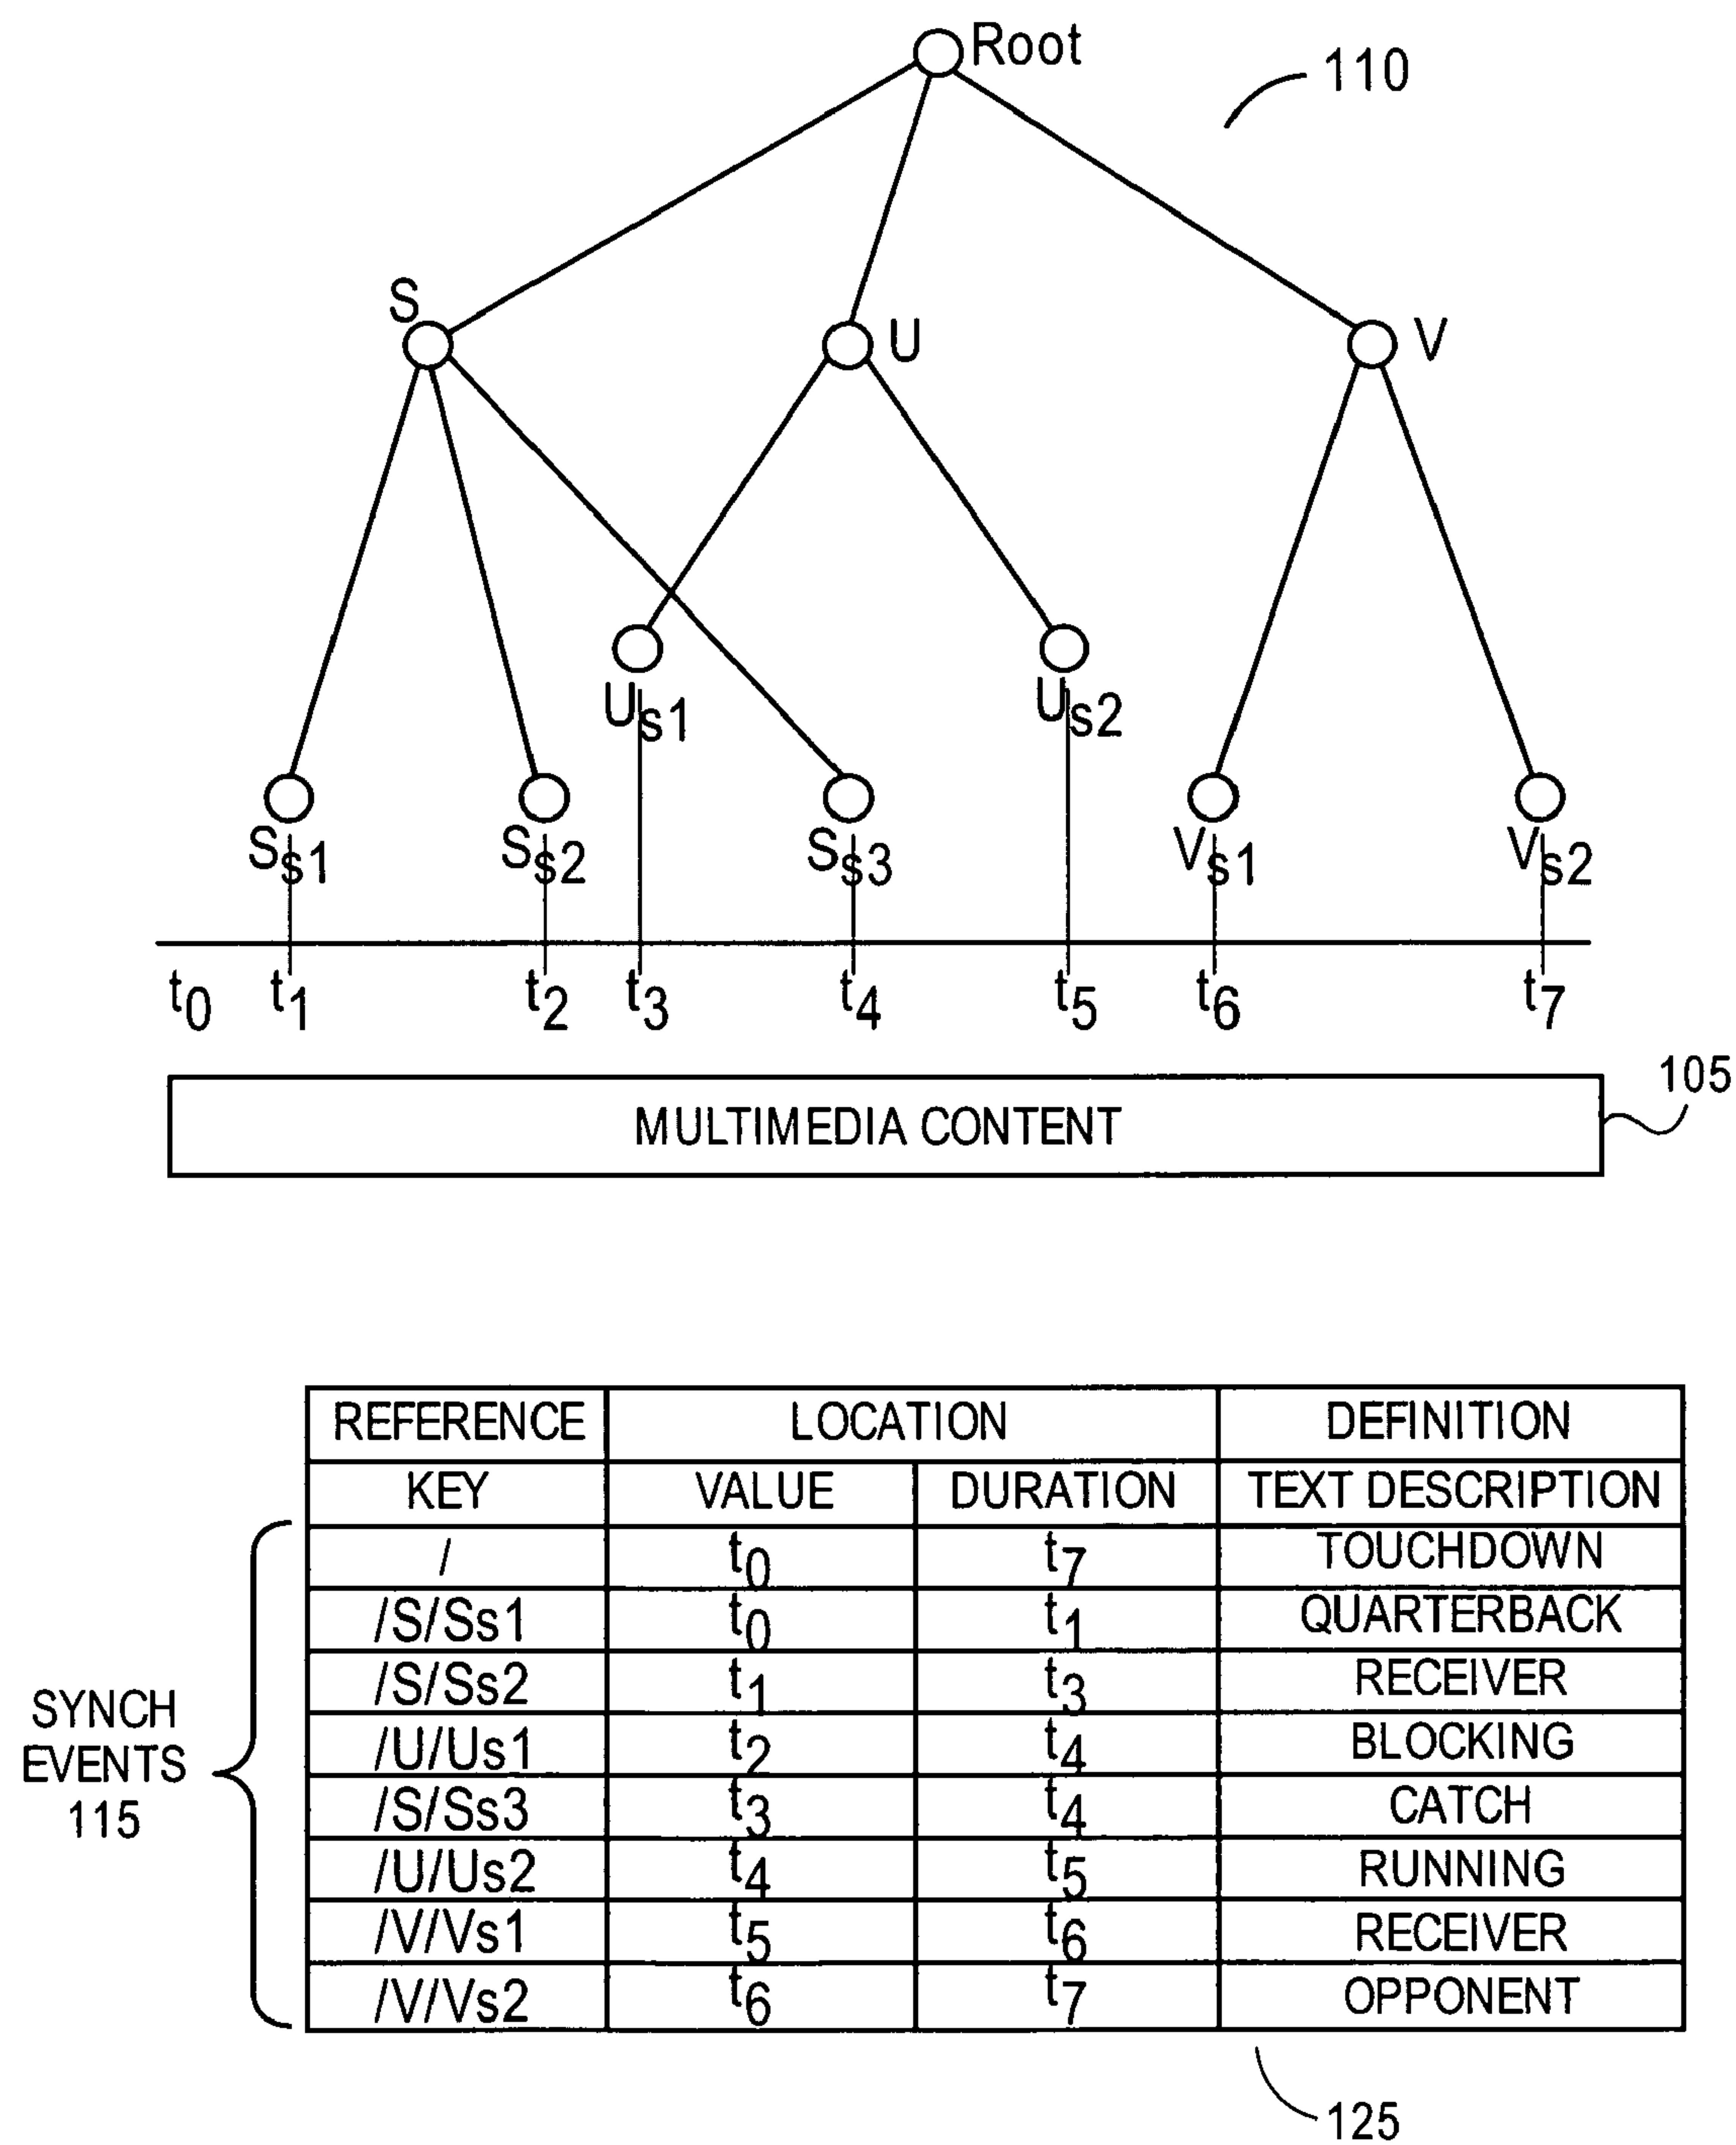 Root
110
S
U
V
Us1
Us2
Ss1
Ss2
Ss3
Vs1
Vs2
t0 t1 t2 t3 t4 t5 t6 t7
105
MULTIMEDIA CONTENT
REFERENCE LOCATION DEFINITION
KEY VALUE DURATION TEXT DESCRIPTION
/ t0 t7 TOUCHDOWN
/S/Ss1 t0 t1 QUARTERBACK
/S/Ss2 t1 t3 RECEIVER
/U/Us1 t2 t4 BLOCKING
/S/Ss3 t3 t4 CATCH
/U/Us2 t4 t5 RUNNING
/V/Vs1 t5 t6 RECEIVER
/V/Vs2 t6 t7 OPPONENT
SYNCH
EVENTS
115
125